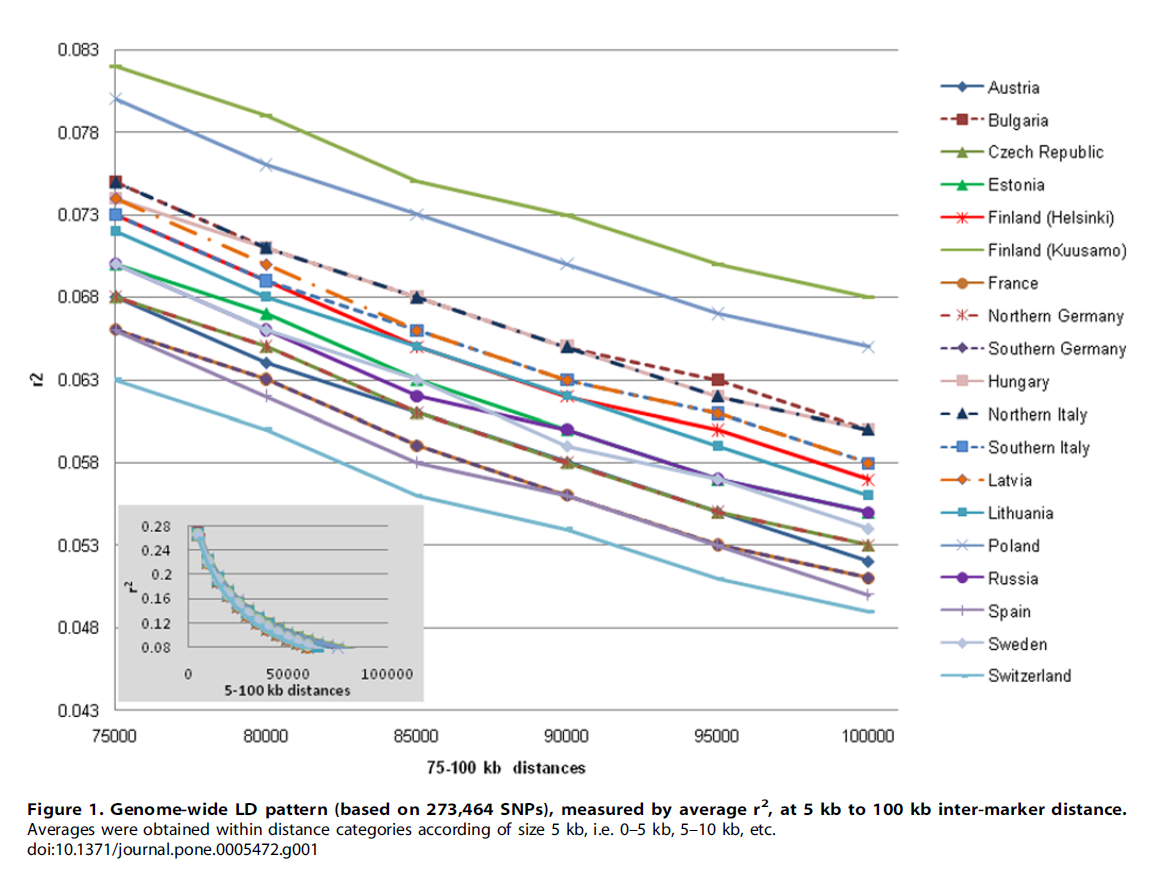 0.083
0.078
0.073
0.068
0.063
0.058
0.053
0.048
0.043
r2
75000 80000 85000 90000 95000 100000
75-100 kb distances
0.28
0.24
0.2
0.16
0.12
0.08
r²
0 50000 100000
5-100 kb distances
Austria
Bulgaria
Czech Republic
Estonia
Finland (Helsinki)
Finland (Kuusamo)
France
Northern Germany
Southern Germany
Hungary
Northern Italy
Southern Italy
Latvia
Lithuania
Poland
Russia
Spain
Sweden
Switzerland
Figure 1. Genome-wide LD pattern (based on 273,464 SNPs), measured by average r², at 5 kb to 100 kb inter-marker distance.
Averages were obtained within distance categories according of size 5 kb, i.e. 0–5 kb, 5–10 kb, etc.
doi:10.1371/journal.pone.0005472.g001